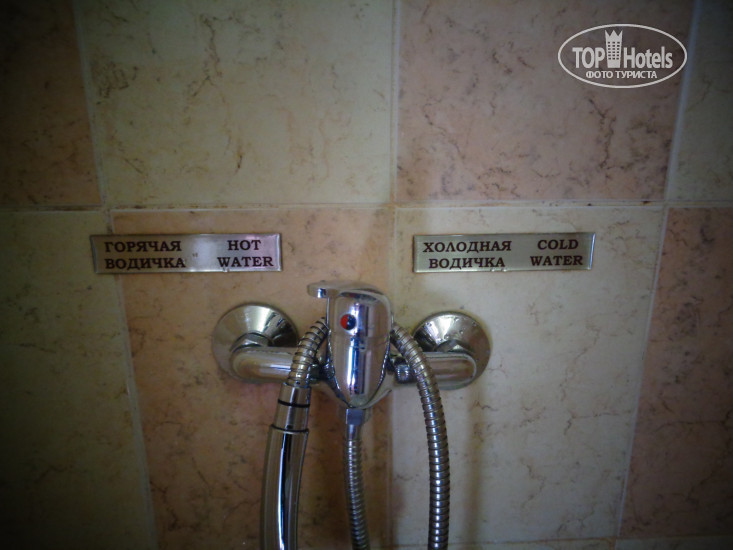 TOP Hotels
ФОТО ТУРИСТА
ГОРЯЧАЯ HOT
ВОДИЧКА WATER
ХОЛОДНАЯ COLD
ВОДИЧКА WATER